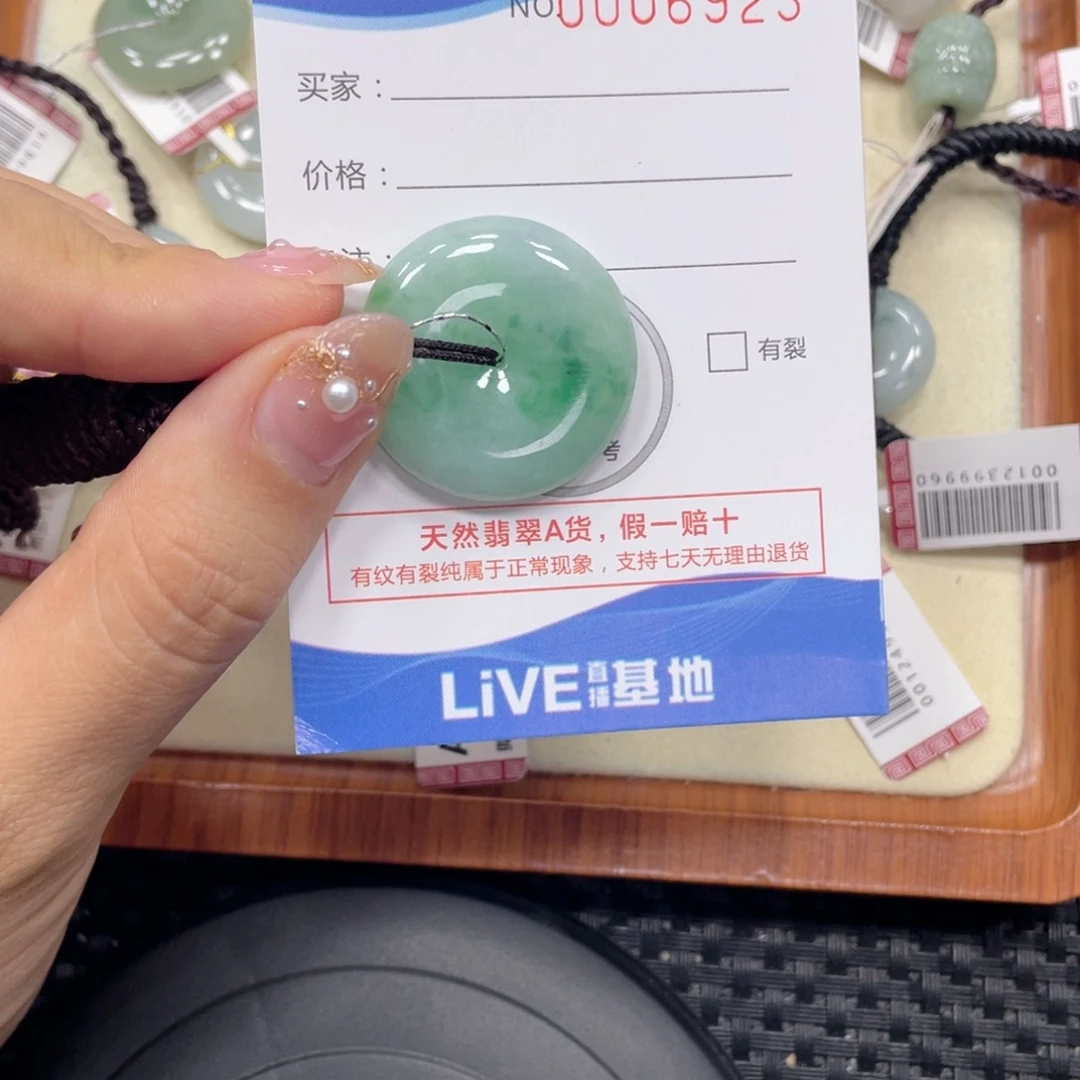 NO.0006923
买家：
价格：
有裂
考
天然翡翠A货，假一赔十
有纹有裂纯属于正常现象，支持七天无理由退货
LiVE直播基地
0012399960